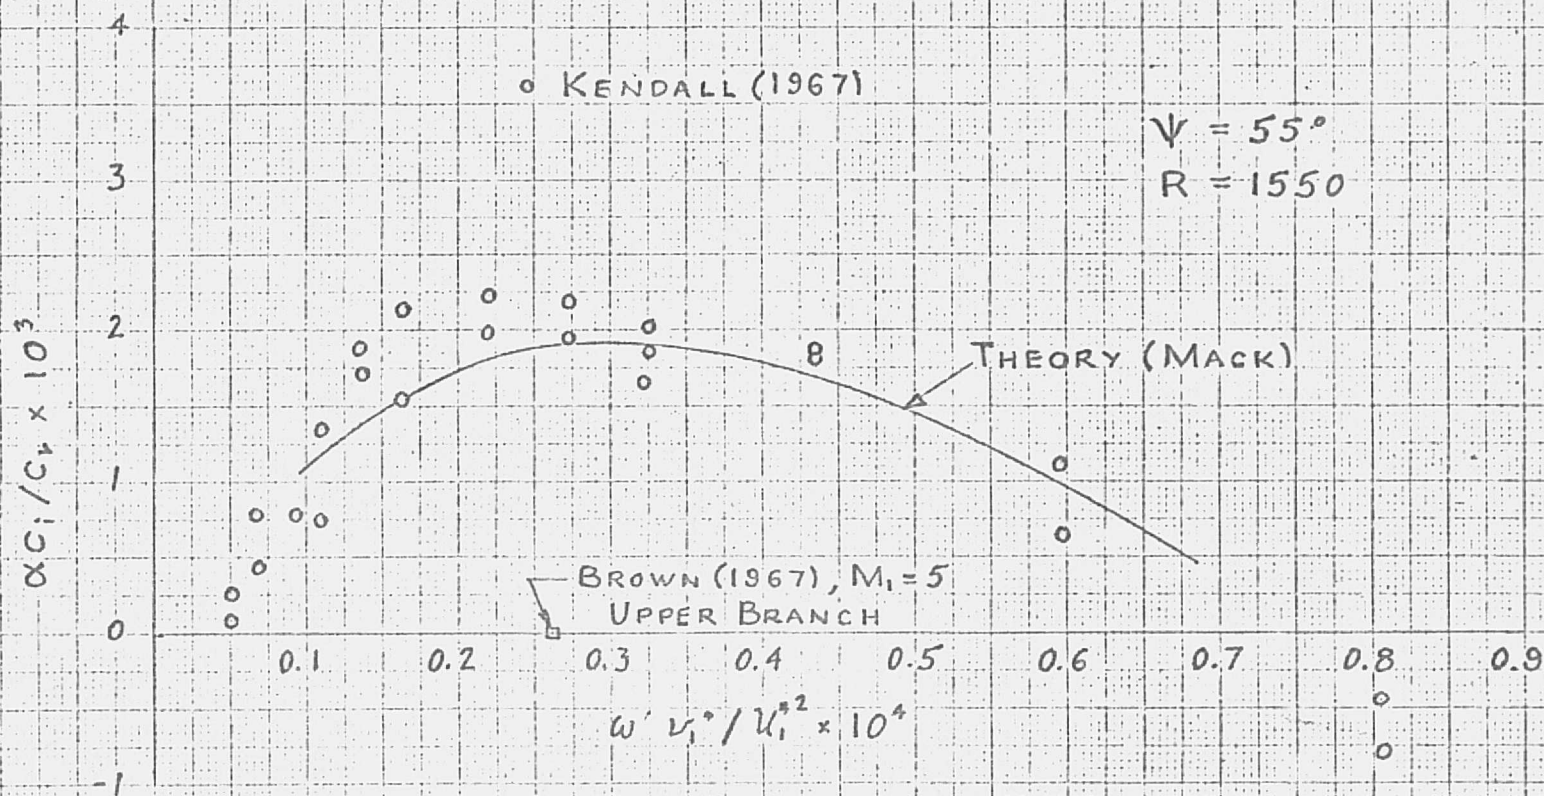 4
○ KENDALL (1967)
Ψ = 55°
3
R = 1550
2
THEORY (MACK)
αCᵢ/Cᵣ × 10³
1
BROWN (1967), M₁ = 5
UPPER BRANCH
0
0.1 0.2 0.3 0.4 0.5 0.6 0.7 0.8 0.9
ω* ν₁*/U₁*² × 10⁴
-1